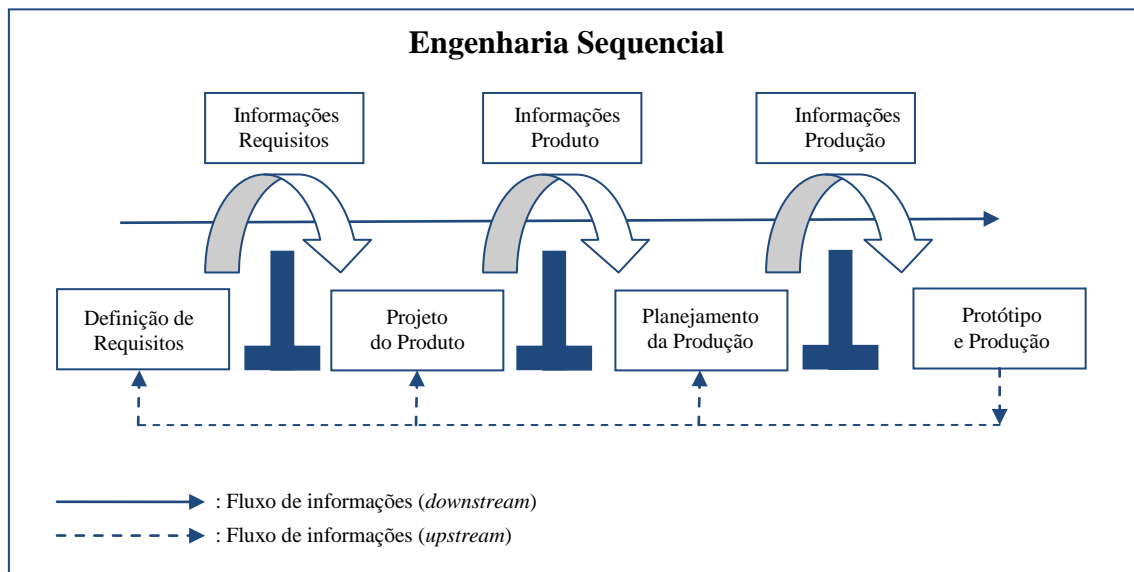 Engenharia Sequencial
Informações
Requisitos
Informações
Produto
Informações
Produção
Definição de
Requisitos
Projeto
do Produto
Planejamento
da Produção
Protótipo
e Produção
: Fluxo de informações (downstream)
: Fluxo de informações (upstream)